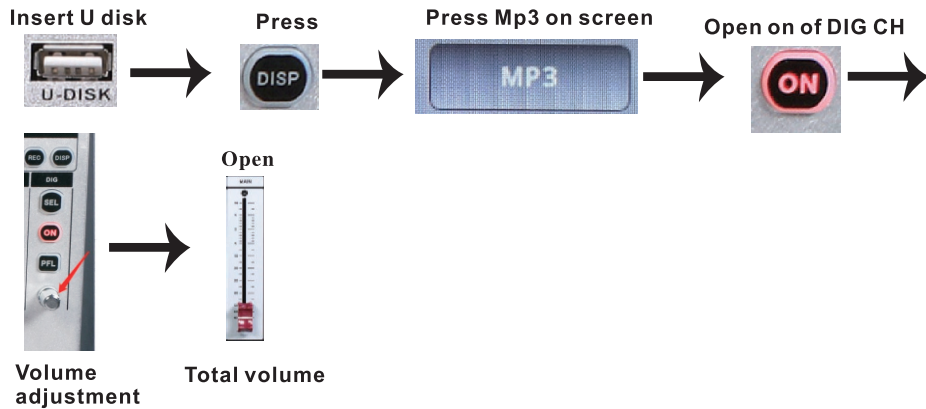 Insert U disk
Press
Press Mp3 on screen
Open on of DIG CH
U-DISK
DISP
MP3
ON
REC DISP
DIG
SEL
ON
PFL
Open
MAIN
Volume
adjustment
Total volume